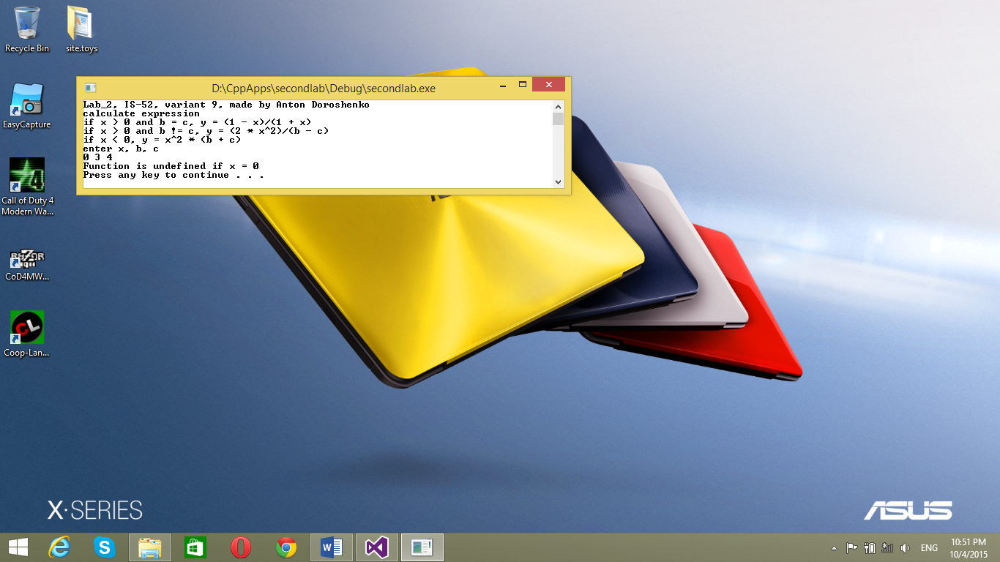 Recycle Bin
site.toys
EasyCapture
Call of Duty 4
Modern Wa...
CoD4MW...
Coop-Lan...
D:\CppApps\secondlab\Debug\secondlab.exe
Lab_2, IS-52, variant 9, made by Anton Doroshenko
calculate expression
if x > 0 and b = c, y = (1 - x)/(1 + x)
if x > 0 and b != c, y = (2 * x^2)/(b - c)
if x < 0, y = x^2 * (b + c)
enter x, b, c
0 3 4
Function is undefined if x = 0
Press any key to continue . . .
X·SERIES
ASUS
ENG
10:51 PM
10/4/2015